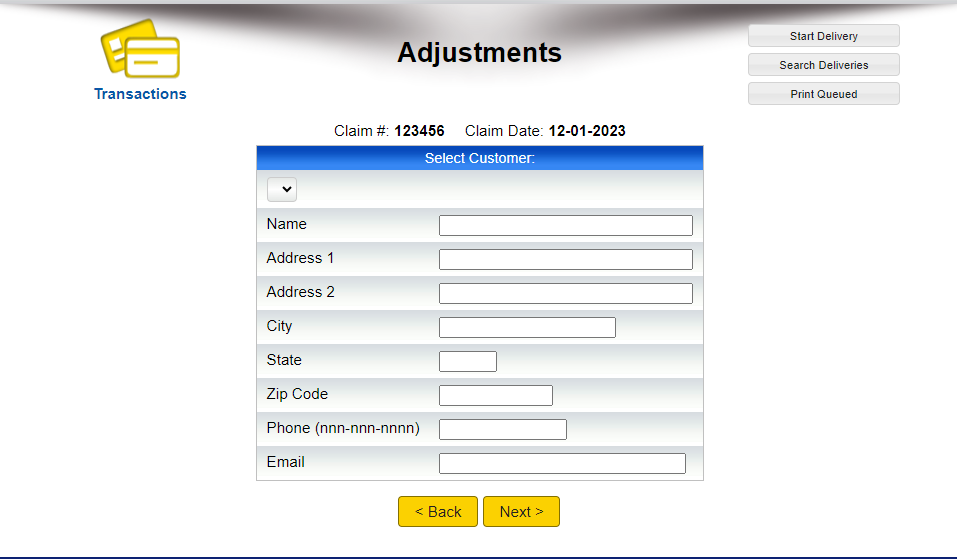 Transactions
Adjustments
Start Delivery
Search Deliveries
Print Queued
Claim #: 123456 Claim Date: 12-01-2023
Select Customer:
Name
Address 1
Address 2
City
State
Zip Code
Phone (nnn-nnn-nnnn)
Email
< Back Next >